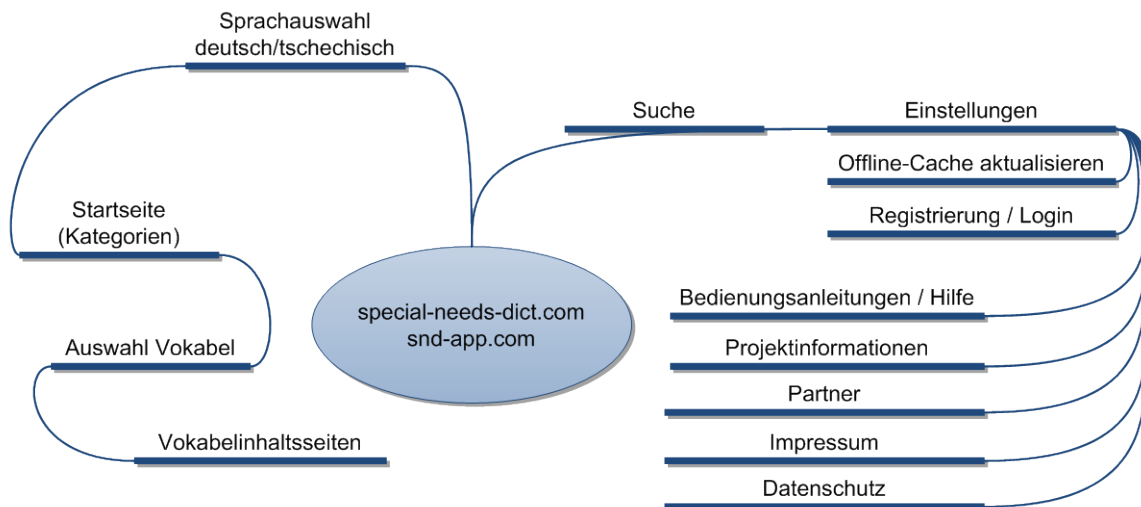 Sprachauswahl
deutsch/tschechisch
Startseite
(Kategorien)
Auswahl Vokabel
Vokabelinhaltsseiten
special-needs-dict.com
snd-app.com
Suche
Einstellungen
Offline-Cache aktualisieren
Registrierung / Login
Bedienungsanleitungen / Hilfe
Projektinformationen
Partner
Impressum
Datenschutz